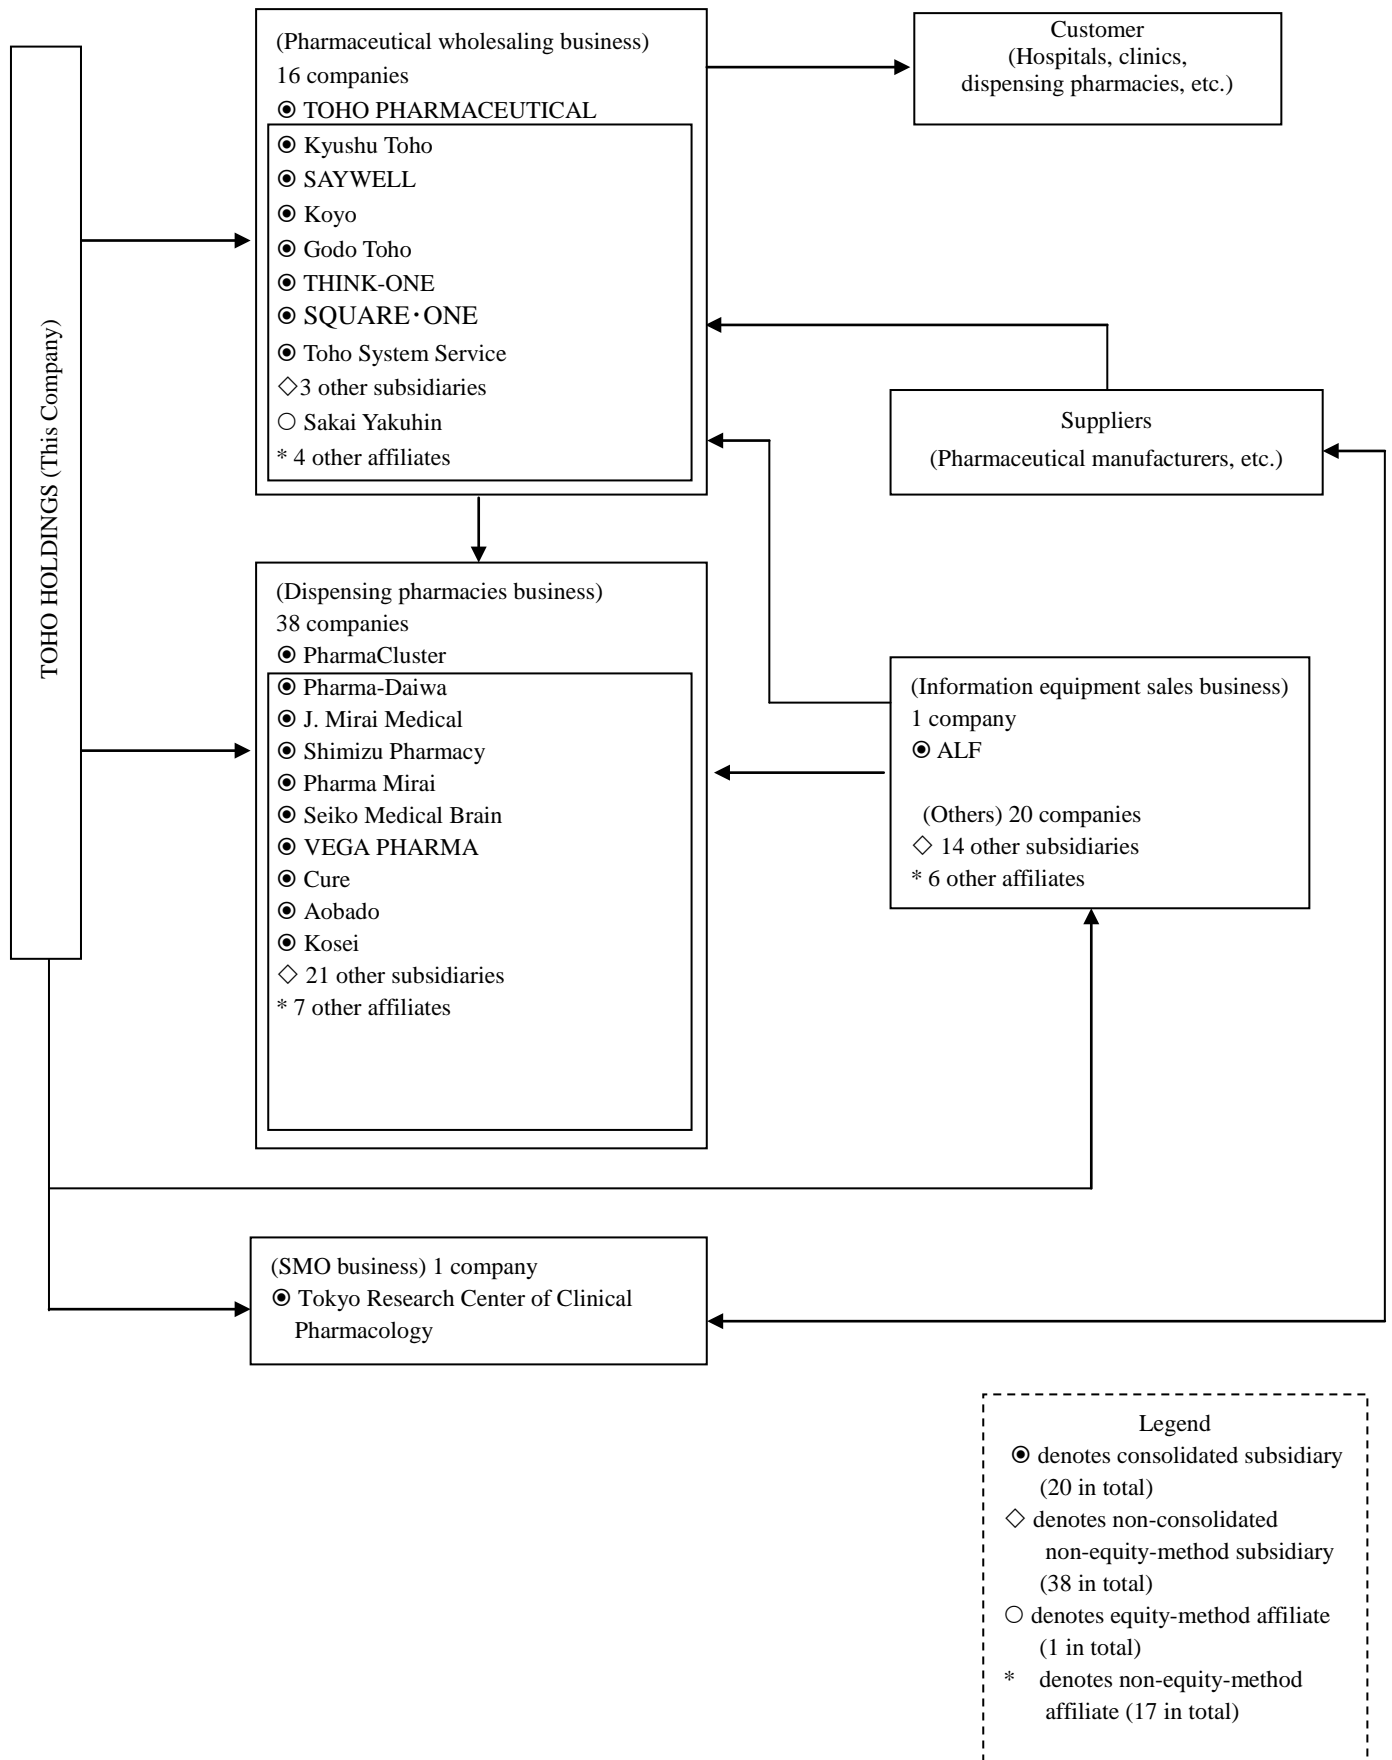 TOHO HOLDINGS (This Company)
(Pharmaceutical wholesaling business)
16 companies
◉ TOHO PHARMACEUTICAL
◉ Kyushu Toho
◉ SAYWELL
◉ Koyo
◉ Godo Toho
◉ THINK-ONE
◉ SQUARE・ONE
◉ Toho System Service
◇3 other subsidiaries
○ Sakai Yakuhin
* 4 other affiliates
Customer
(Hospitals, clinics,
dispensing pharmacies, etc.)
Suppliers
(Pharmaceutical manufacturers, etc.)
(Dispensing pharmacies business)
38 companies
◉ PharmaCluster
◉ Pharma-Daiwa
◉ J. Mirai Medical
◉ Shimizu Pharmacy
◉ Pharma Mirai
◉ Seiko Medical Brain
◉ VEGA PHARMA
◉ Cure
◉ Aobado
◉ Kosei
◇ 21 other subsidiaries
* 7 other affiliates
(Information equipment sales business)
1 company
◉ ALF
(Others) 20 companies
◇ 14 other subsidiaries
* 6 other affiliates
(SMO business) 1 company
◉ Tokyo Research Center of Clinical
Pharmacology
Legend
◉ denotes consolidated subsidiary
(20 in total)
◇ denotes non-consolidated
non-equity-method subsidiary
(38 in total)
○ denotes equity-method affiliate
(1 in total)
* denotes non-equity-method
affiliate (17 in total)